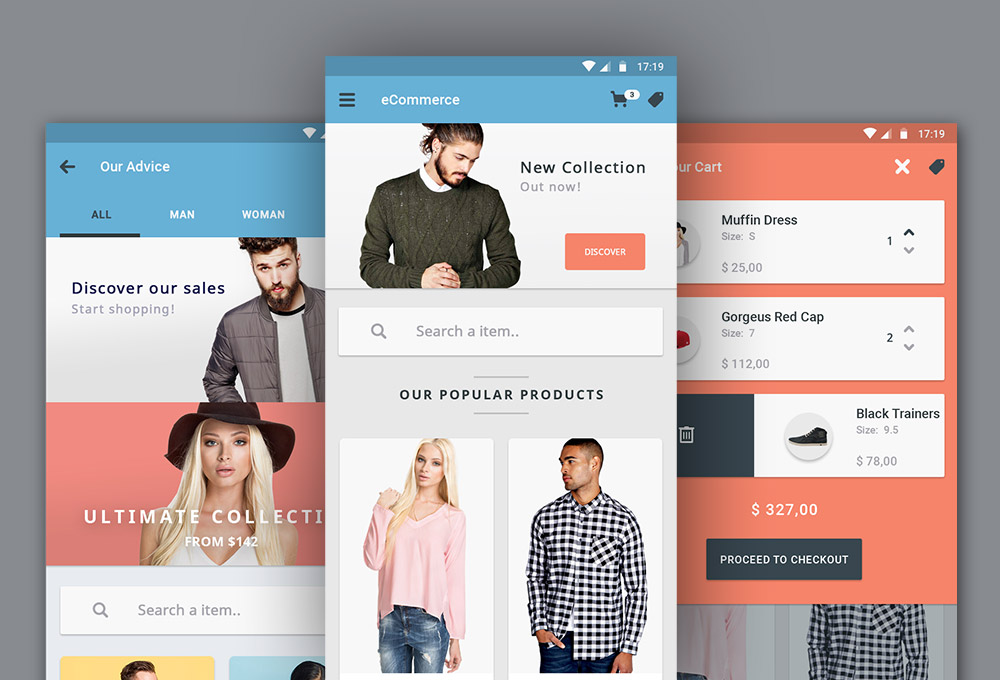 Our Advice
ALL MAN WOMAN
Discover our sales
Start shopping!
ULTIMATE COLLECTI
FROM $142
Search a item..
17:19
eCommerce
3
New Collection
Out now!
DISCOVER
Search a item..
OUR POPULAR PRODUCTS
17:19
our Cart
Muffin Dress
Size: S
1
$ 25,00
Gorgeus Red Cap
Size: 7
2
$ 112,00
Black Trainers
Size: 9.5
$ 78,00
$ 327,00
PROCEED TO CHECKOUT